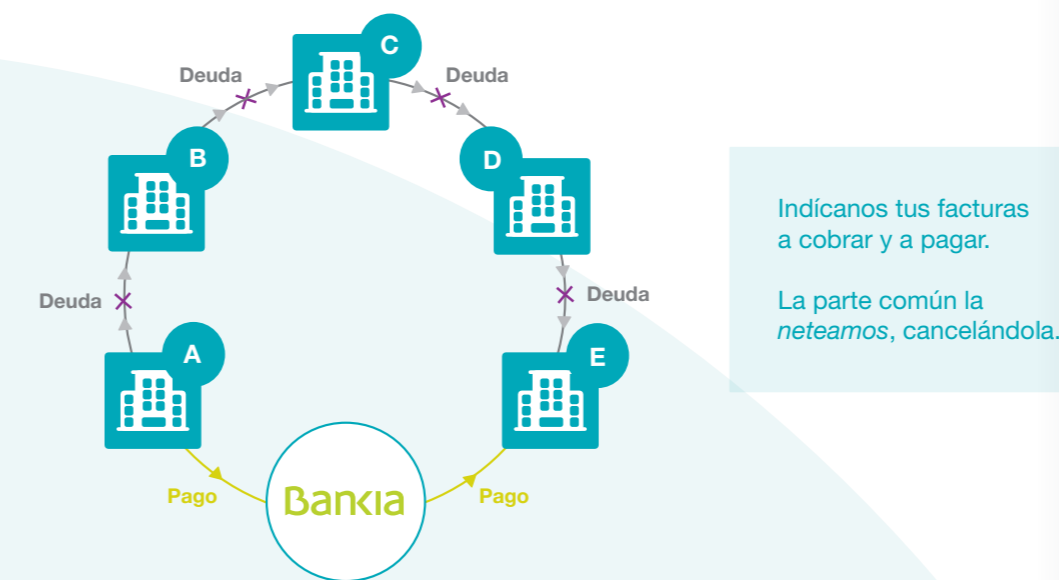 C
Deuda
Deuda
B
D
Indícanos tus facturas
a cobrar y a pagar.
La parte común la
neteamos, cancelándola.
Deuda
Deuda
A
E
Pago
Bankia
Pago